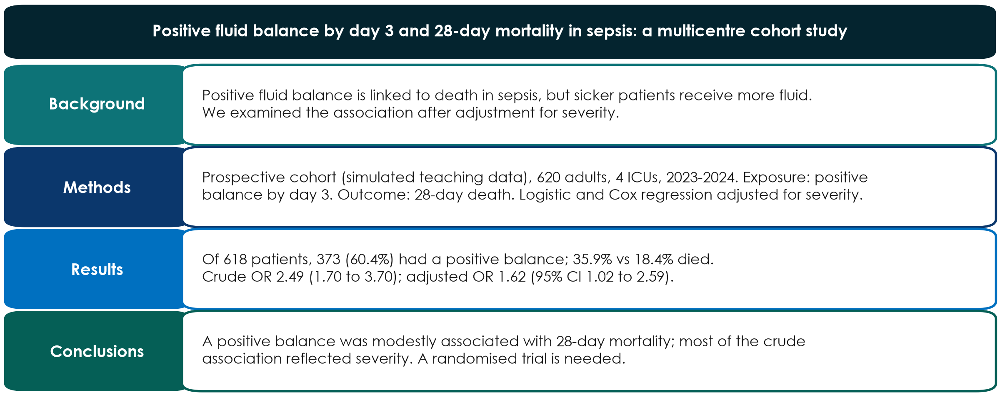 Positive fluid balance by day 3 and 28-day mortality in sepsis: a multicentre cohort study
Background
Positive fluid balance is linked to death in sepsis, but sicker patients receive more fluid.
We examined the association after adjustment for severity.
Methods
Prospective cohort (simulated teaching data), 620 adults, 4 ICUs, 2023-2024. Exposure: positive
balance by day 3. Outcome: 28-day death. Logistic and Cox regression adjusted for severity.
Results
Of 618 patients, 373 (60.4%) had a positive balance; 35.9% vs 18.4% died.
Crude OR 2.49 (1.70 to 3.70); adjusted OR 1.62 (95% CI 1.02 to 2.59).
Conclusions
A positive balance was modestly associated with 28-day mortality; most of the crude
association reflected severity. A randomised trial is needed.